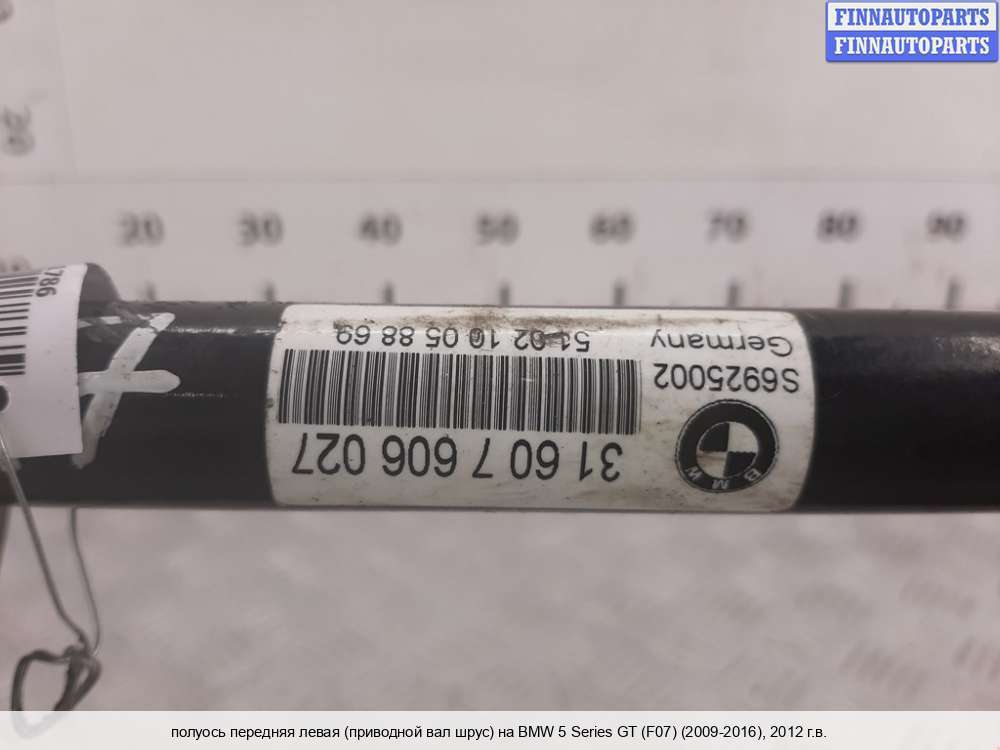 FINNAUTOPARTS
FINNAUTOPARTS
20 30 40 50 60 70 80 90
786
31 60 7 606 027
BMW
S6925002
Germany
51 02 10 05 88 69
полуось передняя левая (приводной вал шрус) на BMW 5 Series GT (F07) (2009-2016), 2012 г.в.